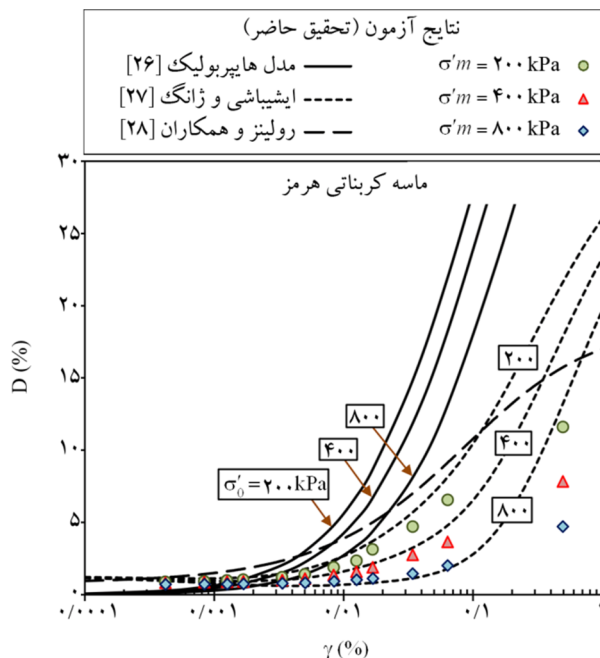 نتایج آزمون (تحقیق حاضر)
σ'm = ۲۰۰ kPa
مدل هایپربولیک [۲۶]
σ'm = ۴۰۰ kPa
ایشیباشی و ژانگ [۲۷]
σ'm = ۸۰۰ kPa
رولینز و همکاران [۲۸]
ماسه کربناتی هرمز
D (%)
۳۰
۲۵
۲۰
۱۵
۱۰
۵
۰
۲۰۰
۸۰۰
۴۰۰
۴۰۰
σ'₀ = ۲۰۰kPa
۸۰۰
۰/۰۰۰۱
۰/۰۰۱
۰/۰۱
۰/۱
γ (%)